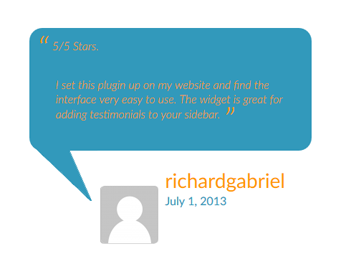 “ 5/5 Stars.
I set this plugin up on my website and find the
interface very easy to use. The widget is great for
adding testimonials to your sidebar. ”
richardgabriel
July 1, 2013